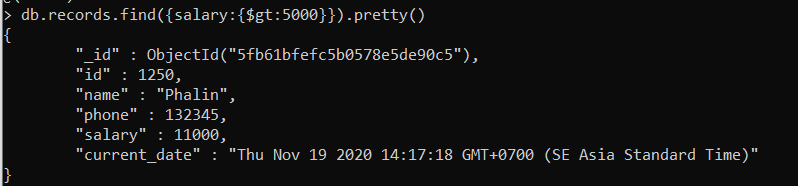 > db.records.find({salary:{$gt:5000}}).pretty()
{
        "_id" : ObjectId("5fb61bfefc5b0578e5de90c5"),
        "id" : 1250,
        "name" : "Phalin",
        "phone" : 132345,
        "salary" : 11000,
        "current_date" : "Thu Nov 19 2020 14:17:18 GMT+0700 (SE Asia Standard Time)"
}